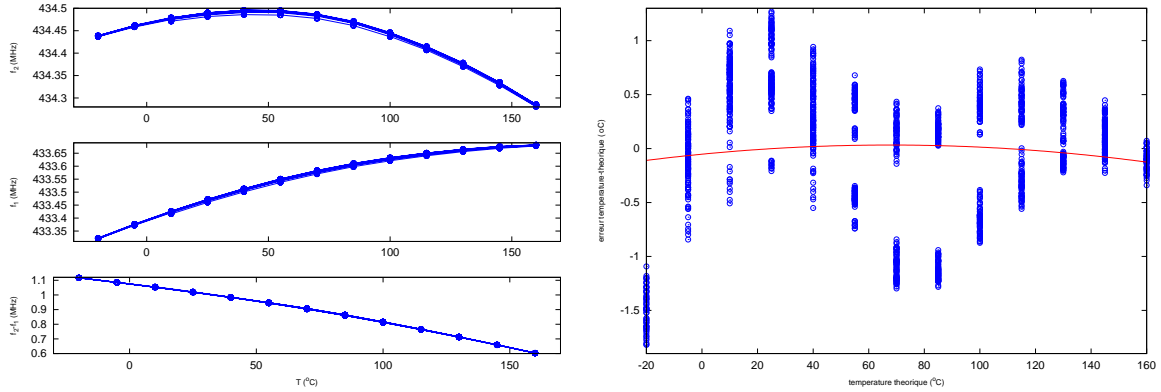 434.5
434.45
434.4
434.35
434.3
f2 (MHz)
0 50 100 150
433.65
433.6
433.55
433.5
433.45
433.4
433.35
f1 (MHz)
0 50 100 150
1.1
1
0.9
0.8
0.7
0.6
f2-f1 (MHz)
0 50 100 150
T (oC)
1
0.5
0
-0.5
-1
-1.5
erreur temperature-theorique (oC)
-20 0 20 40 60 80 100 120 140 160
temperature theorique (oC)